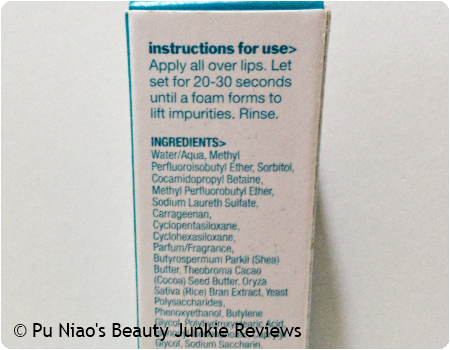 instructions for use>
Apply all over lips. Let
set for 20-30 seconds
until a foam forms to
lift impurities. Rinse.
INGREDIENTS>
Water/Aqua, Methyl
Perfluoroisobutyl Ether, Sorbitol,
Cocamidopropyl Betaine,
Methyl Perfluorobutyl Ether,
Sodium Laureth Sulfate,
Carrageenan,
Cyclopentasiloxane,
Cyclohexasiloxane,
Parfum/Fragrance,
Butyrospermum Parkii (Shea)
Butter, Theobroma Cacao
(Cocoa) Seed Butter, Oryza
Sativa (Rice) Bran Extract, Yeast
Polysaccharides,
Phenoxyethanol, Butylene
Glycol, Polyhydroxystearic Acid,
Glycol, Sodium Saccharin,
© Pu Niao's Beauty Junkie Reviews